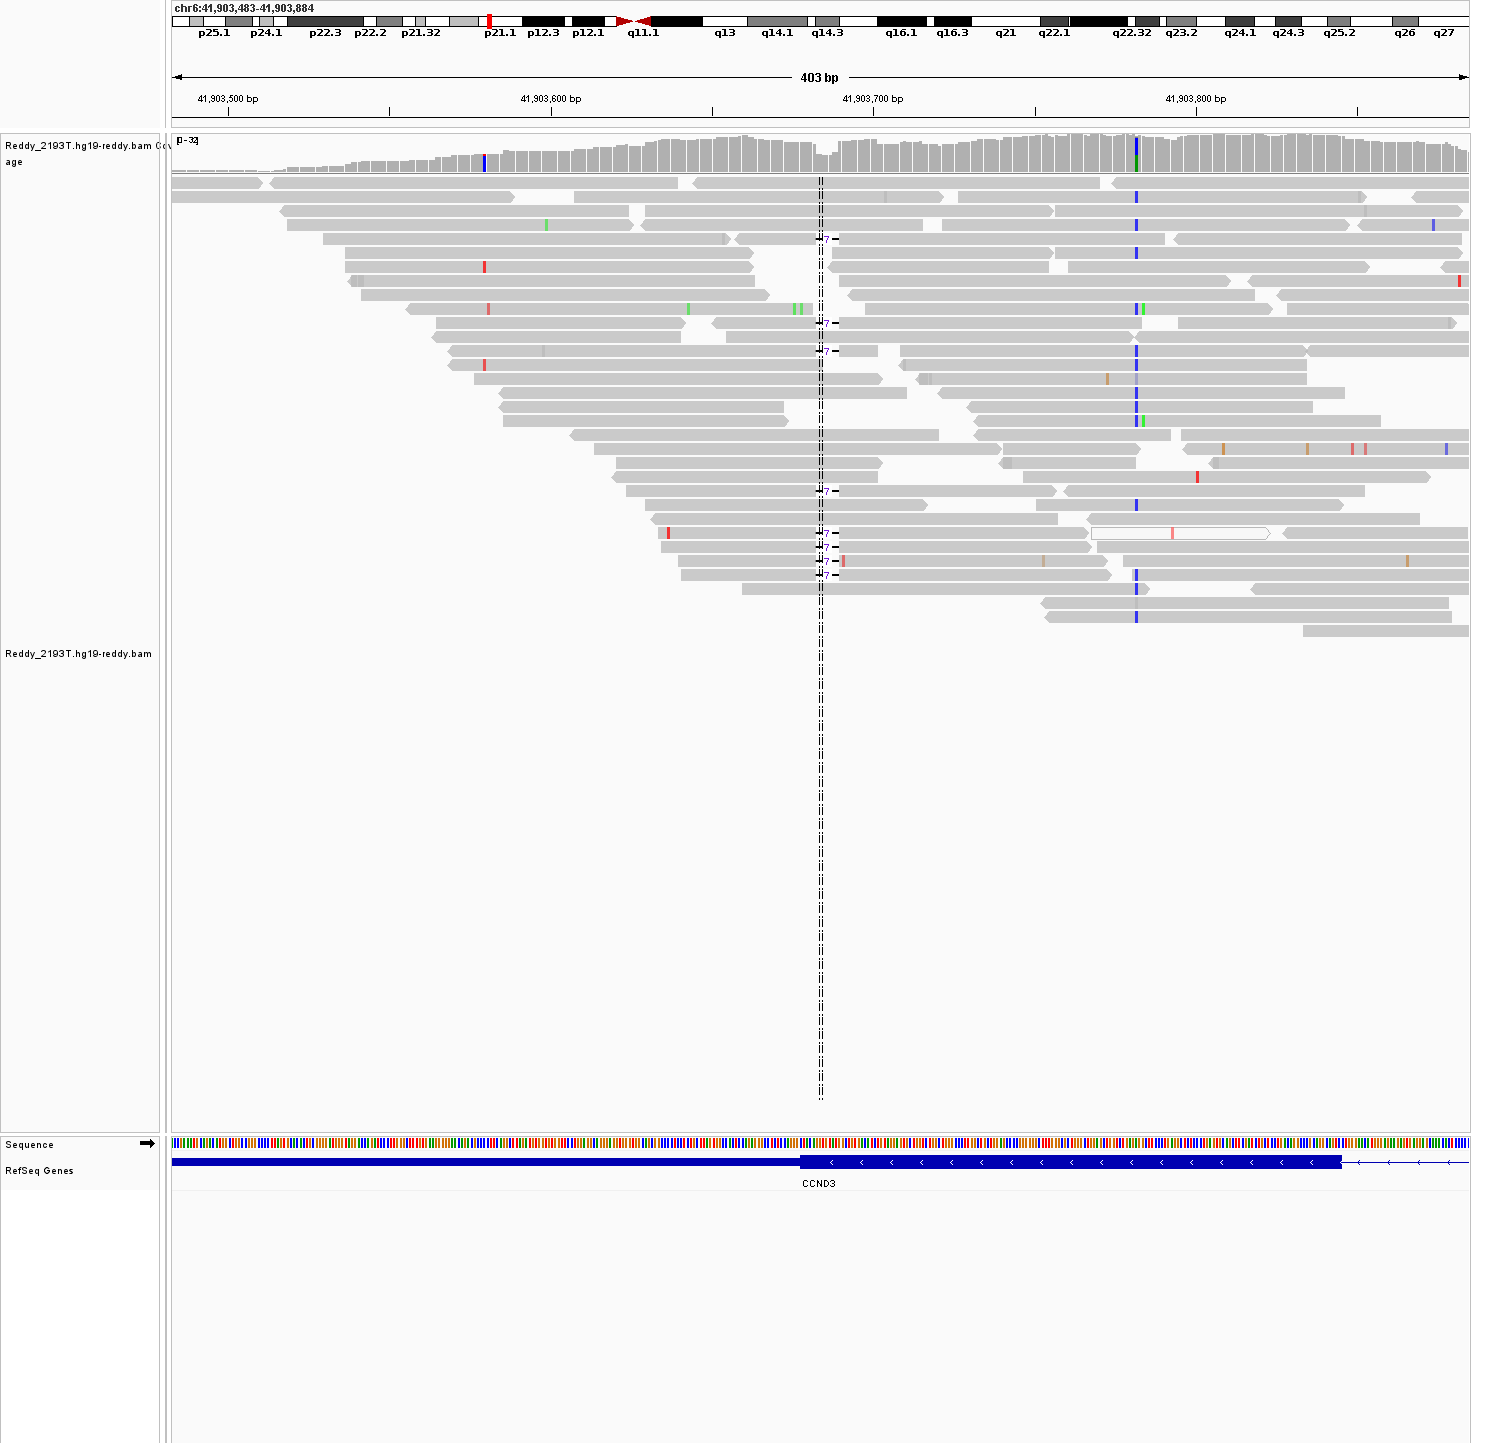 chr6:41,903,483-41,903,884
p25.1 p24.1 p22.3 p22.2 p21.32 p21.1 p12.3 p12.1 q11.1 q13 q14.1 q14.3 q16.1 q16.3 q21 q22.1 q22.32 q23.2 q24.1 q24.3 q25.2 q26 q27
403 bp
41,903,500 bp 41,903,600 bp 41,903,700 bp 41,903,800 bp
[0-32]
Reddy_2193T.hg19-reddy.bam Cov
age
7
7
7
7
7
7
7
7
Reddy_2193T.hg19-reddy.bam
Sequence
RefSeq Genes
CCND3